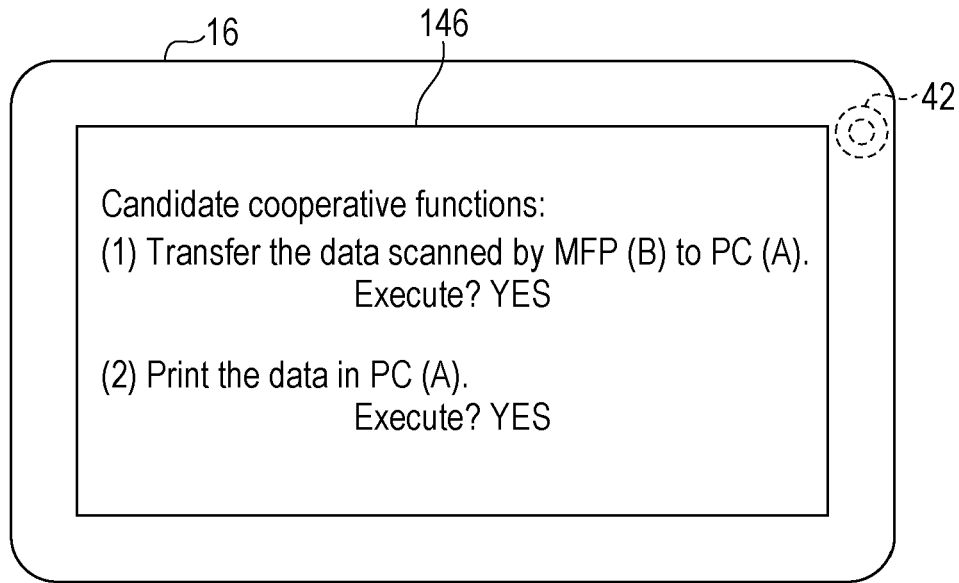 16
146
42
Candidate cooperative functions:
(1) Transfer the data scanned by MFP (B) to PC (A).
Execute? YES
(2) Print the data in PC (A).
Execute? YES